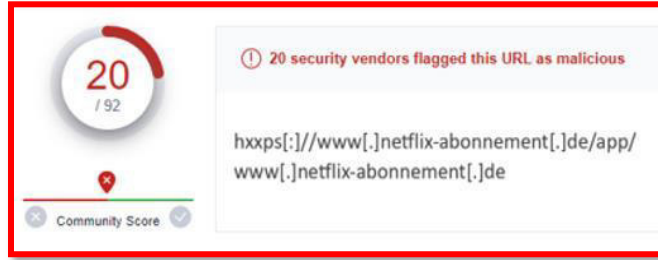 20
/ 92
Community Score
20 security vendors flagged this URL as malicious
hxxps[:]//www[.]netflix-abonnement[.]de/app/
www[.]netflix-abonnement[.]de